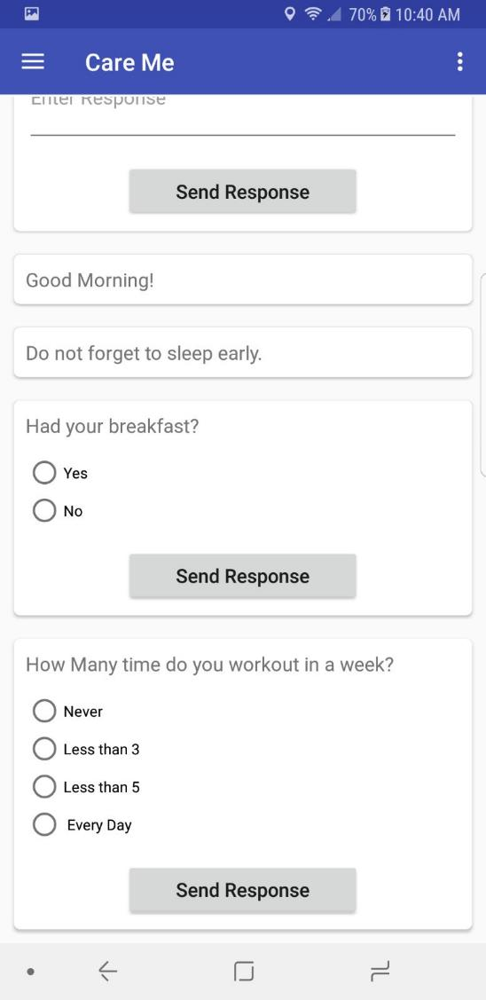 70% 10:40 AM
Care Me
Enter Response
Send Response
Good Morning!
Do not forget to sleep early.
Had your breakfast?
Yes
No
Send Response
How Many time do you workout in a week?
Never
Less than 3
Less than 5
Every Day
Send Response